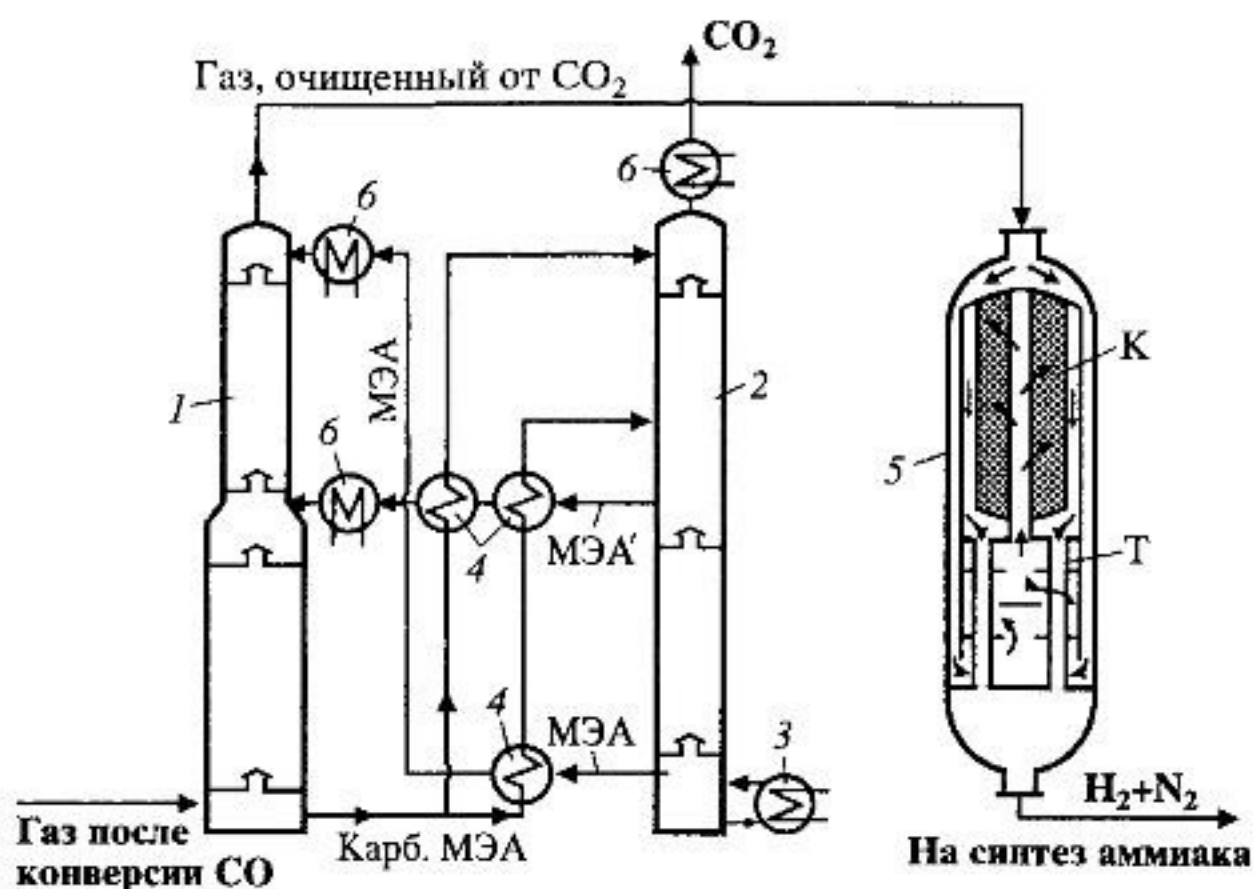 CO₂
Газ, очищенный от CO₂
6
6
МЭА
К
1
2
6
5
4
МЭА′
Т
4
МЭА
3
Газ после
конверсии CO
Карб. МЭА
H₂+N₂
На синтез аммиака